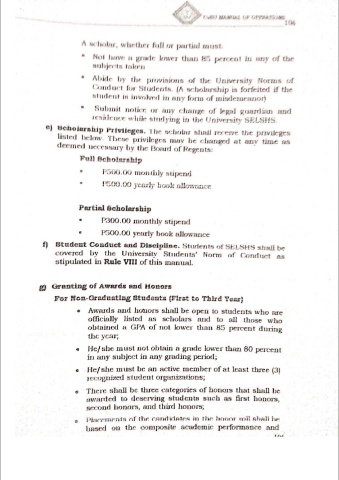 CVSU MANUAL OF OPERATIONS
106
A scholar, whether full or partial must:
* Not have a grade lower than 85 percent in any of the
subjects taken
* Abide by the provisions of the University Norms of
Conduct for Students. (A scholarship is forfeited if the
student is involved in any form of misdemeanor)
* Submit notice or any change of legal guardian and
residence while studying in the University SELSHS.
e) Scholarship Privileges. The scholar shall receive the privileges
listed below. These privileges may be changed at any time as
deemed necessary by the Board of Regents:
Full Scholarship
* P500.00 monthly stipend
* P500.00 yearly book allowance
Partial Scholarship
* P300.00 monthly stipend
* P500.00 yearly book allowance
f) Student Conduct and Discipline. Students of SELSHS shall be
covered by the University Students' Norm of Conduct as
stipulated in Rule VIII of this manual.
g) Granting of Awards and Honors
For Non-Graduating Students (First to Third Year)
• Awards and honors shall be open to students who are
officially listed as scholars and to all those who
obtained a GPA of not lower than 85 percent during
the year;
• He/she must not obtain a grade lower than 80 percent
in any subject in any grading period;
• He/she must be an active member of at least three (3)
recognized student organizations;
• There shall be three categories of honors that shall be
awarded to deserving students such as first honors,
second honors, and third honors;
• Placements of the candidates in the honor roll shall be
based on the composite academic performance and